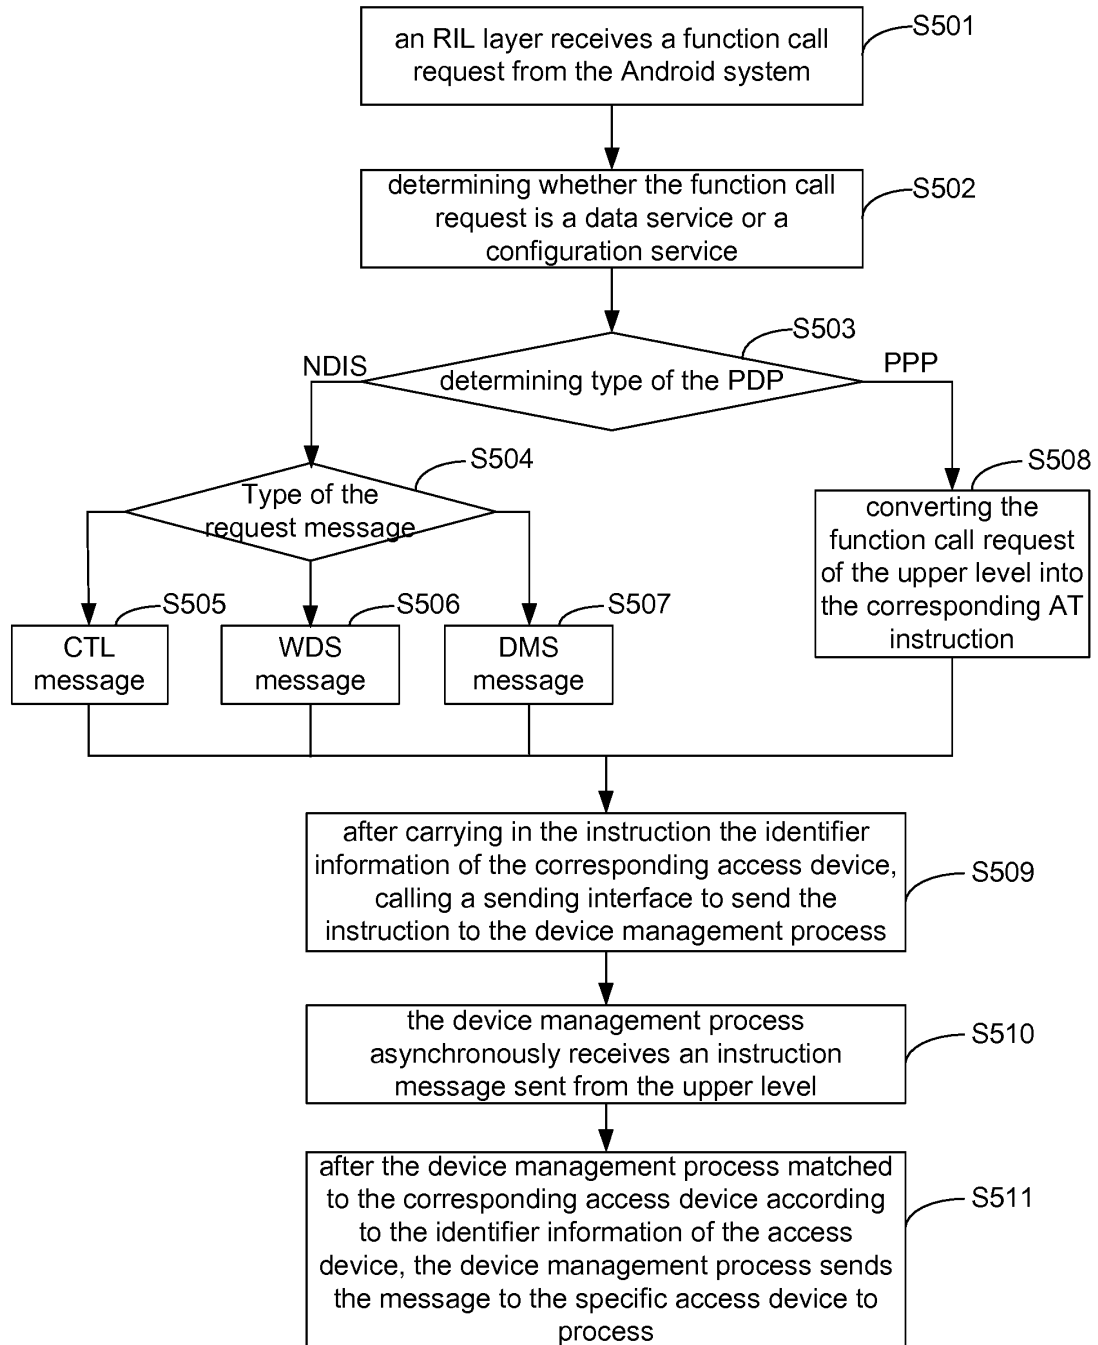 an RIL layer receives a function call
request from the Android system
S501
determining whether the function call
request is a data service or a
configuration service
S502
S503
NDIS
determining type of the PDP
PPP
S504
Type of the
request message
S508
converting the
function call request
of the upper level into
the corresponding AT
instruction
S505
CTL
message
S506
WDS
message
S507
DMS
message
after carrying in the instruction the identifier
information of the corresponding access device,
calling a sending interface to send the
instruction to the device management process
S509
the device management process
asynchronously receives an instruction
message sent from the upper level
S510
after the device management process matched
to the corresponding access device according
to the identifier information of the access
device, the device management process sends
the message to the specific access device to
process
S511